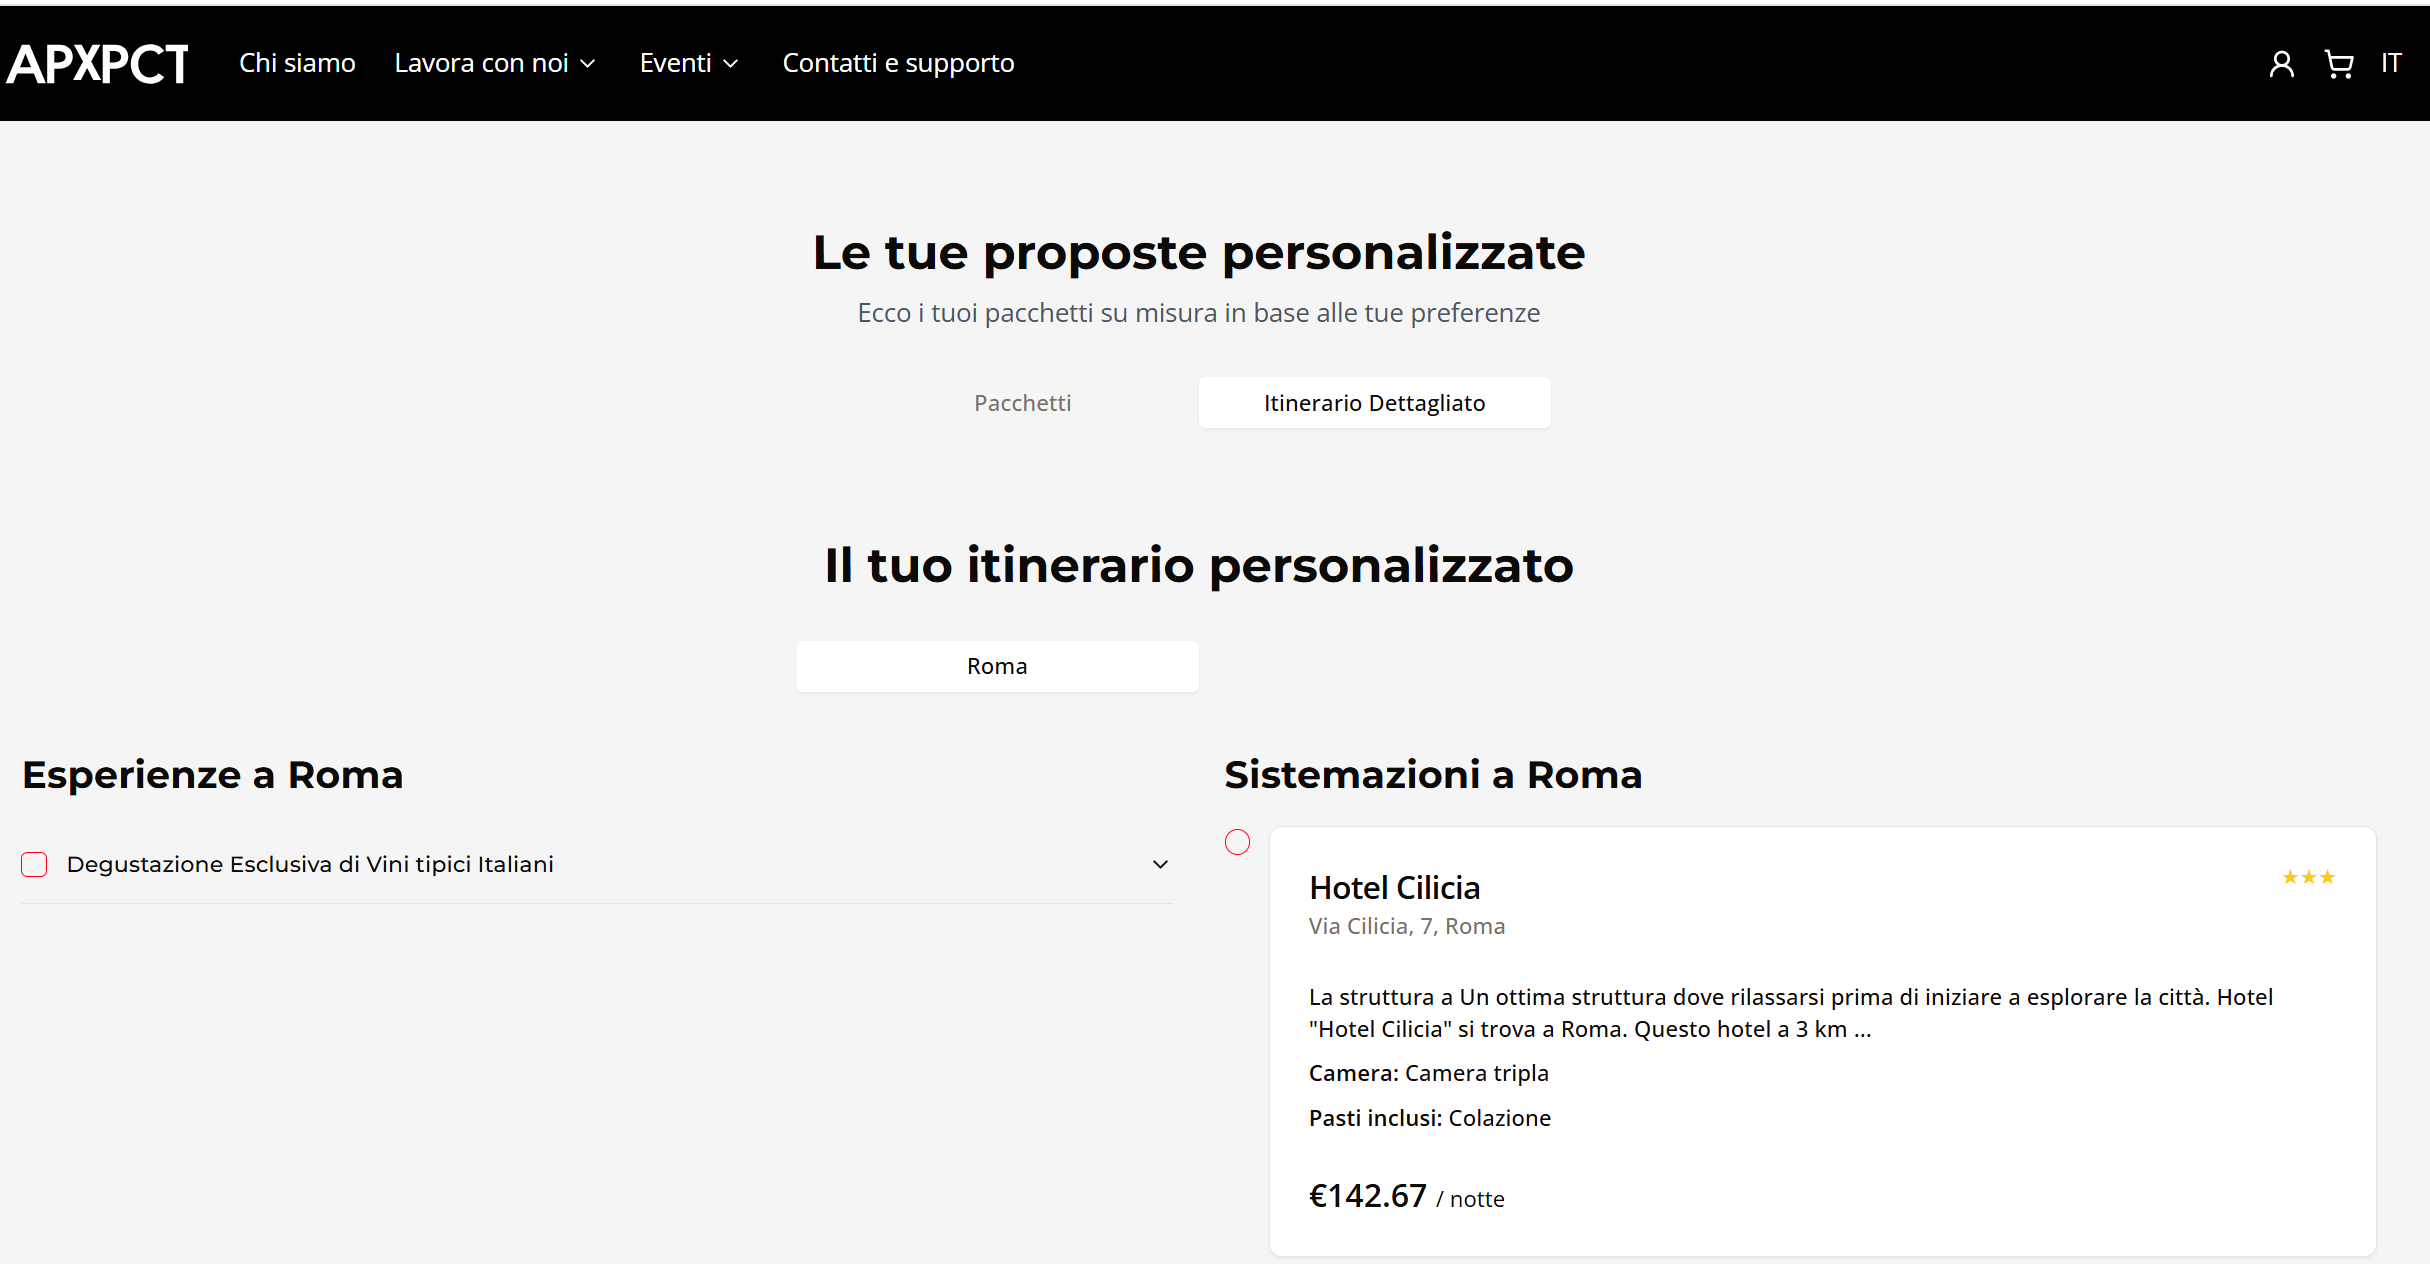 APXPCT Chi siamo Lavora con noi Eventi Contatti e supporto IT
Le tue proposte personalizzate
Ecco i tuoi pacchetti su misura in base alle tue preferenze
Pacchetti Itinerario Dettagliato
Il tuo itinerario personalizzato
Roma
Esperienze a Roma
Degustazione Esclusiva di Vini tipici Italiani
Sistemazioni a Roma
Hotel Cilicia
Via Cilicia, 7, Roma
La struttura a Un ottima struttura dove rilassarsi prima di iniziare a esplorare la città. Hotel
"Hotel Cilicia" si trova a Roma. Questo hotel a 3 km ...
Camera: Camera tripla
Pasti inclusi: Colazione
€142.67 / notte